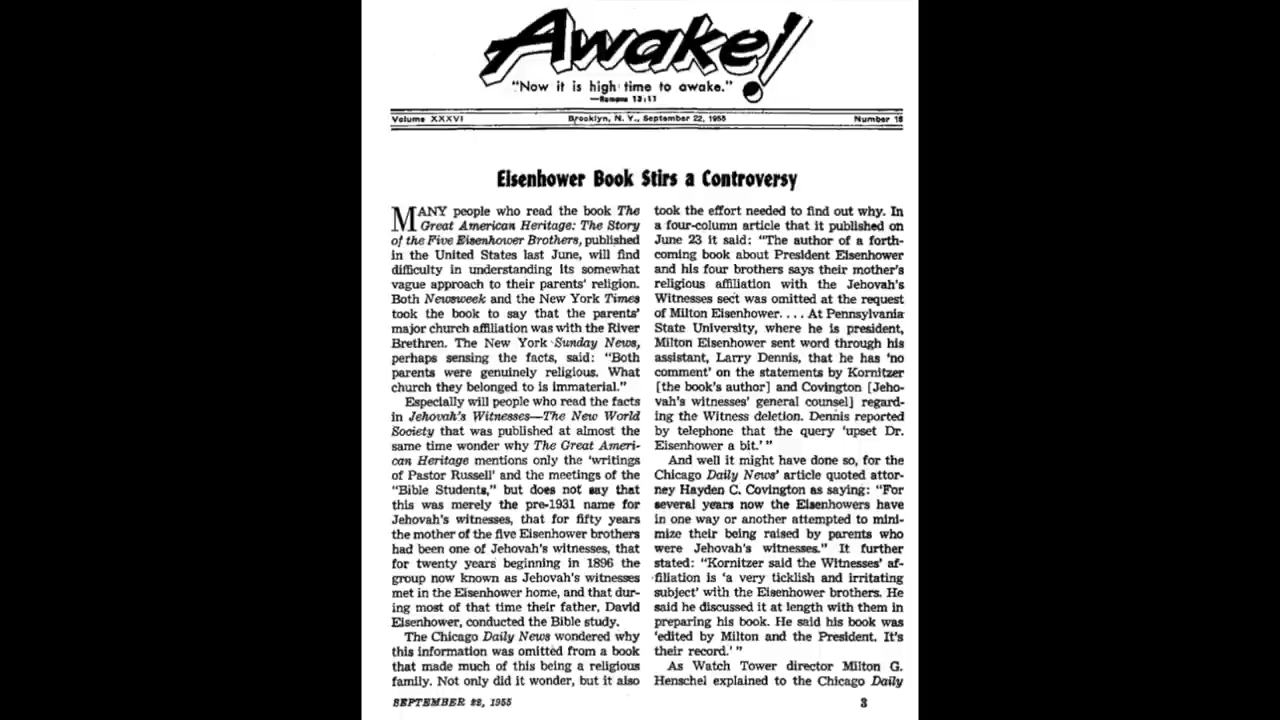 Awake!
"Now it is high time to awake."
—Romans 13:11
Volume XXXVI Brooklyn, N. Y., September 22, 1955 Number 18
Eisenhower Book Stirs a Controversy
MANY people who read the book The
Great American Heritage: The Story
of the Five Eisenhower Brothers, published
in the United States last June, will find
difficulty in understanding its somewhat
vague approach to their parents' religion.
Both Newsweek and the New York Times
took the book to say that the parents'
major church affiliation was with the River
Brethren. The New York Sunday News,
perhaps sensing the facts, said: "Both
parents were genuinely religious. What
church they belonged to is immaterial."
Especially will people who read the facts
in Jehovah's Witnesses—The New World
Society that was published at almost the
same time wonder why The Great Ameri-
can Heritage mentions only the 'writings
of Pastor Russell' and the meetings of the
"Bible Students," but does not say that
this was merely the pre-1931 name for
Jehovah's witnesses, that for fifty years
the mother of the five Eisenhower brothers
had been one of Jehovah's witnesses, that
for twenty years beginning in 1896 the
group now known as Jehovah's witnesses
met in the Eisenhower home, and that dur-
ing most of that time their father, David
Eisenhower, conducted the Bible study.
The Chicago Daily News wondered why
this information was omitted from a book
that made much of this being a religious
family. Not only did it wonder, but it also
took the effort needed to find out why. In
a four-column article that it published on
June 23 it said: "The author of a forth-
coming book about President Eisenhower
and his four brothers says their mother's
religious affiliation with the Jehovah's
Witnesses sect was omitted at the request
of Milton Eisenhower. . . . At Pennsylvania
State University, where he is president,
Milton Eisenhower sent word through his
assistant, Larry Dennis, that he has 'no
comment' on the statements by Kornitzer
[the book's author] and Covington [Jeho-
vah's witnesses' general counsel] regard-
ing the Witness deletion. Dennis reported
by telephone that the query 'upset Dr.
Eisenhower a bit.' "
And well it might have done so, for the
Chicago Daily News' article quoted attor-
ney Hayden C. Covington as saying: "For
several years now the Eisenhowers have
in one way or another attempted to mini-
mize their being raised by parents who
were Jehovah's witnesses." It further
stated: "Kornitzer said the Witnesses' af-
filiation is 'a very ticklish and irritating
subject' with the Eisenhower brothers. He
said he discussed it at length with them in
preparing his book. He said his book was
'edited by Milton and the President. It's
their record.' "
As Watch Tower director Milton G.
Henschel explained to the Chicago Daily
SEPTEMBER 22, 1955 3